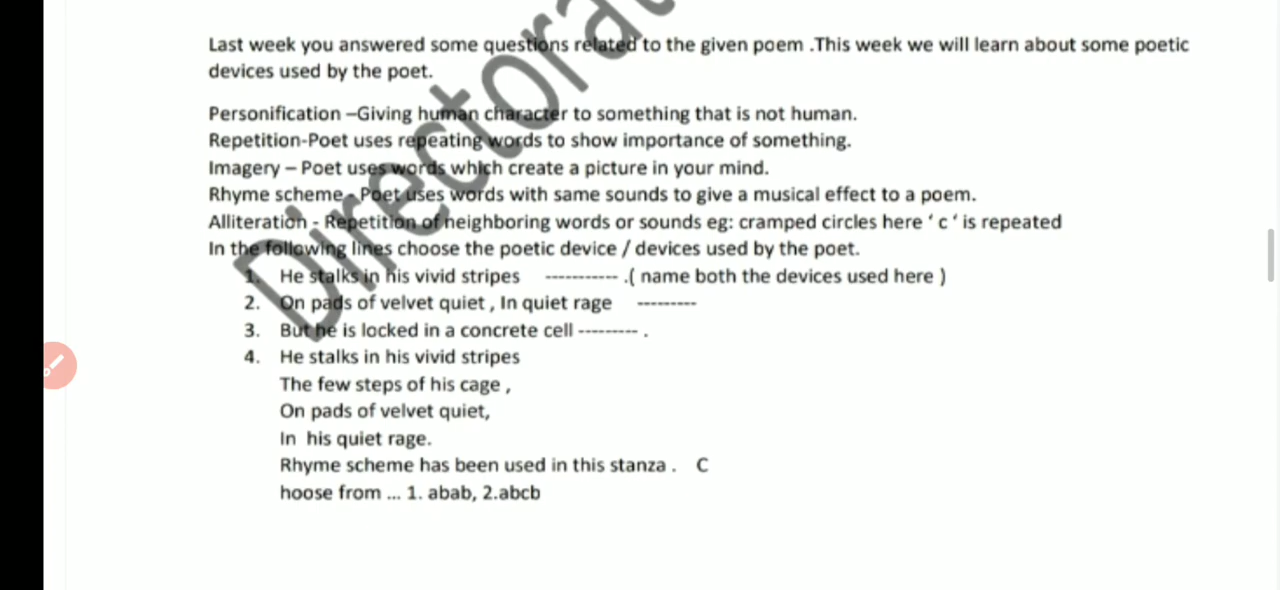 Last week you answered some questions related to the given poem .This week we will learn about some poetic
devices used by the poet.
Personification –Giving human character to something that is not human.
Repetition-Poet uses repeating words to show importance of something.
Imagery – Poet uses words which create a picture in your mind.
Rhyme scheme - Poet uses words with same sounds to give a musical effect to a poem.
Alliteration - Repetition of neighboring words or sounds eg: cramped circles here ‘ c ‘ is repeated
In the following lines choose the poetic device / devices used by the poet.
1. He stalks in his vivid stripes ----------- .( name both the devices used here )
2. On pads of velvet quiet , In quiet rage ---------
3. But he is locked in a concrete cell --------- .
4. He stalks in his vivid stripes
The few steps of his cage ,
On pads of velvet quiet,
In his quiet rage.
Rhyme scheme has been used in this stanza . C
hoose from ... 1. abab, 2.abcb